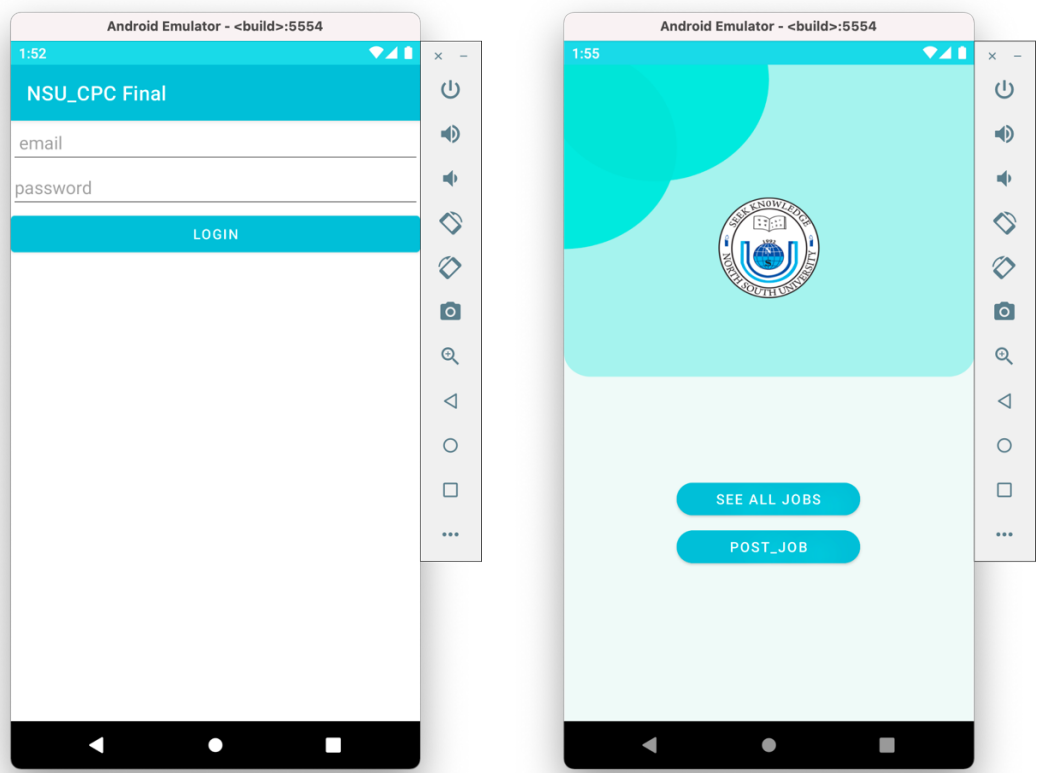 Android Emulator - <build>:5554
1:52
NSU_CPC Final
email
password
LOGIN
Android Emulator - <build>:5554
1:55
SEEK KNOWLEDGE
1992
NORTH SOUTH UNIVERSITY
SEE ALL JOBS
POST_JOB